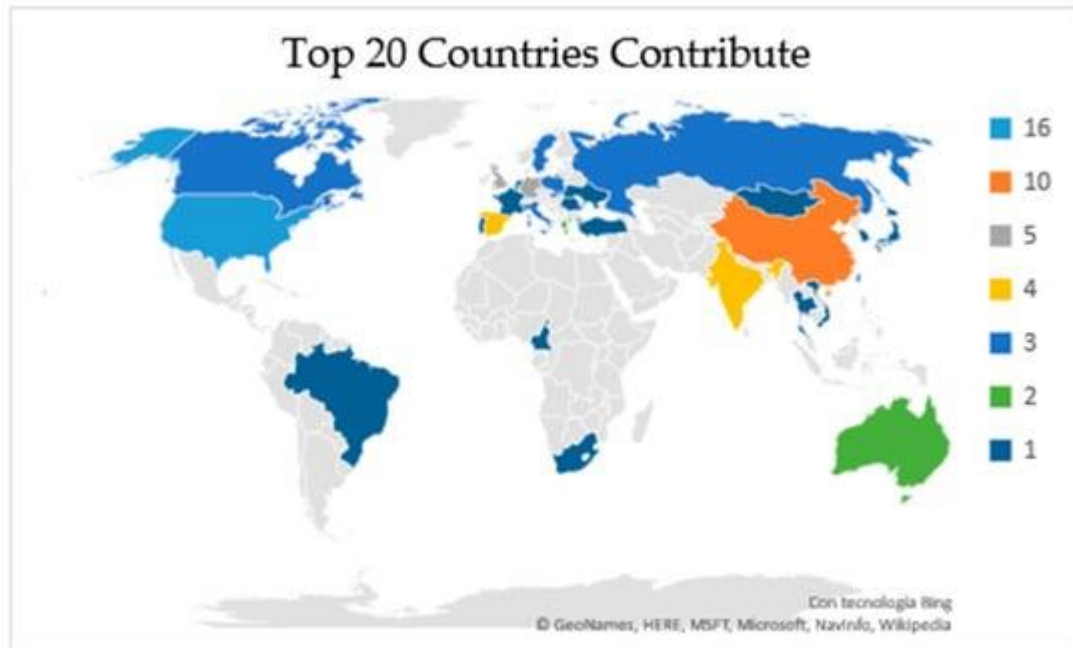 Top 20 Countries Contribute
16
10
5
4
3
2
1
Con tecnología Bing
© GeoNames, HERE, MSFT, Microsoft, NavInfo, Wikipedia